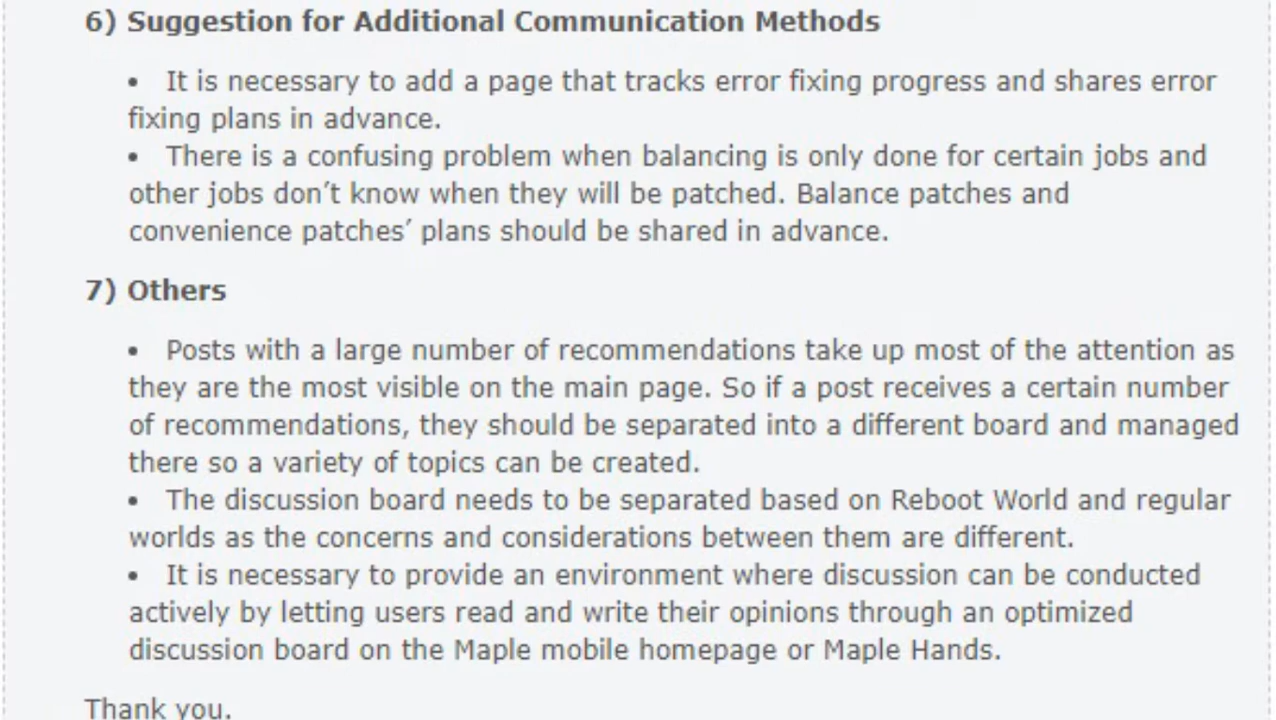 6) Suggestion for Additional Communication Methods
• It is necessary to add a page that tracks error fixing progress and shares error
fixing plans in advance.
• There is a confusing problem when balancing is only done for certain jobs and
other jobs don’t know when they will be patched. Balance patches and
convenience patches’ plans should be shared in advance.
7) Others
• Posts with a large number of recommendations take up most of the attention as
they are the most visible on the main page. So if a post receives a certain number
of recommendations, they should be separated into a different board and managed
there so a variety of topics can be created.
• The discussion board needs to be separated based on Reboot World and regular
worlds as the concerns and considerations between them are different.
• It is necessary to provide an environment where discussion can be conducted
actively by letting users read and write their opinions through an optimized
discussion board on the Maple mobile homepage or Maple Hands.
Thank you.